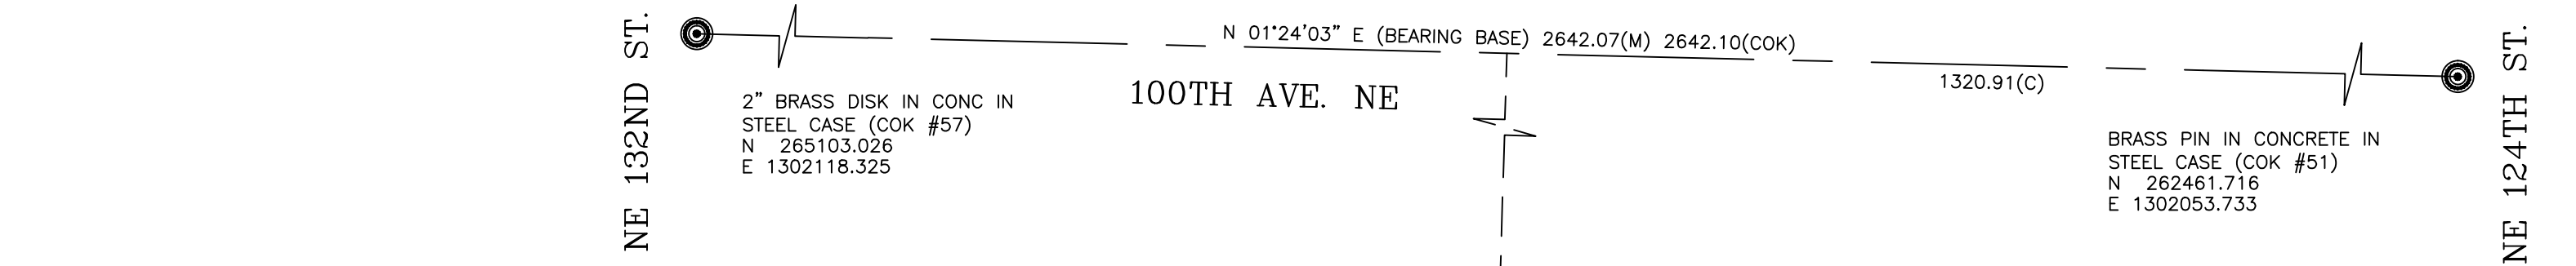 NE 132ND ST.
N 01°24'03" E (BEARING BASE) 2642.07(M) 2642.10(COK)
100TH AVE. NE
1320.91(C)
2" BRASS DISK IN CONC IN
STEEL CASE (COK #57)
N 265103.026
E 1302118.325
BRASS PIN IN CONCRETE IN
STEEL CASE (COK #51)
N 262461.716
E 1302053.733
NE 124TH ST.